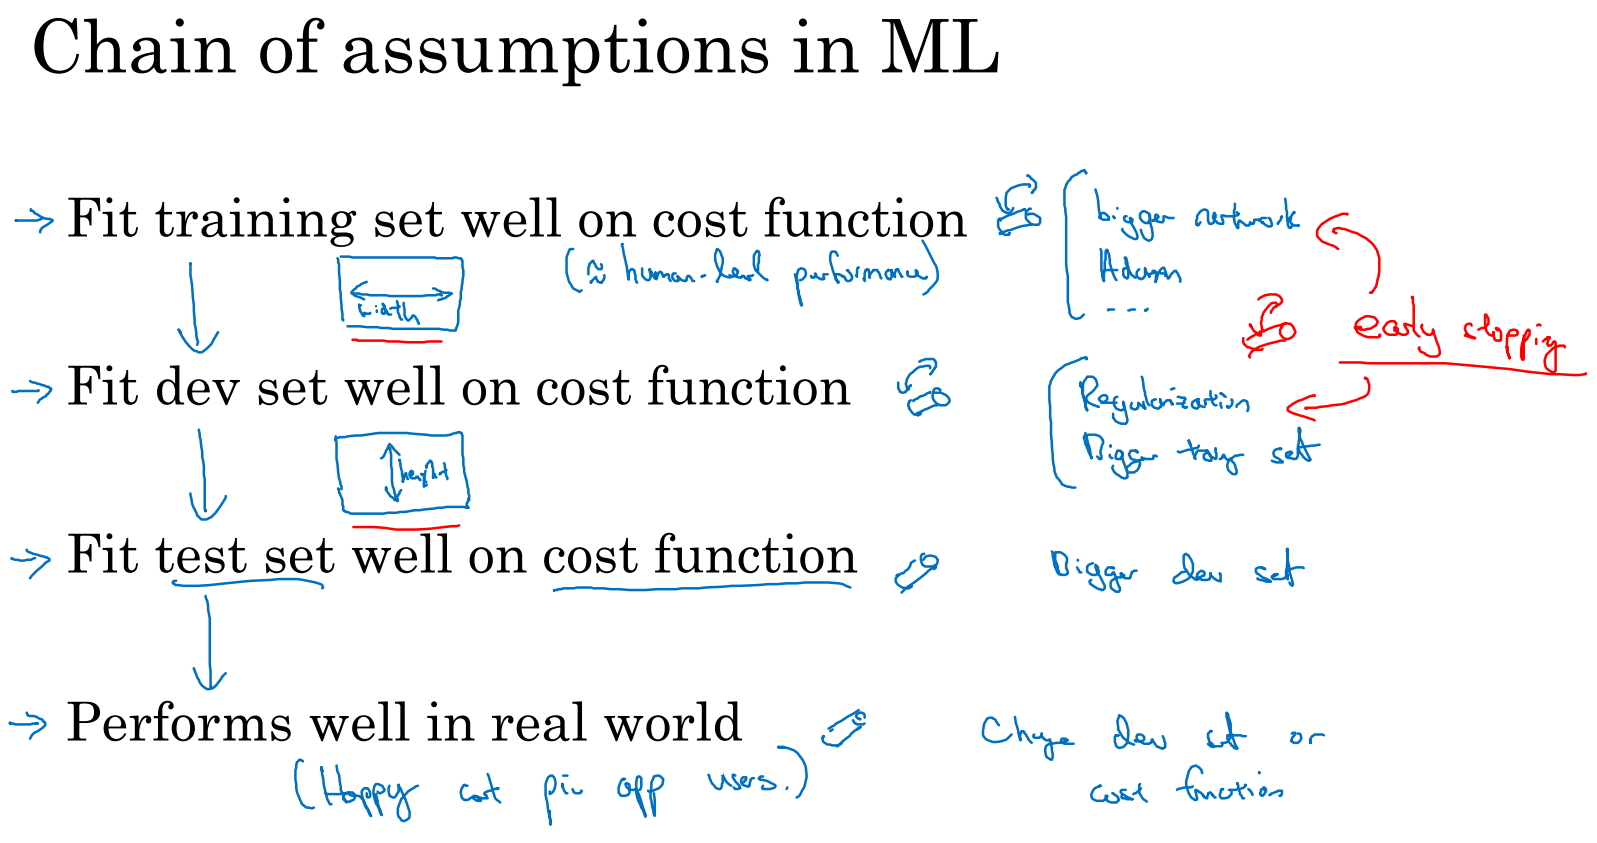 Chain of assumptions in ML
Fit training set well on cost function
(≈ human-level performance)
bigger network
Adam
...
width
early stopping
Fit dev set well on cost function
Regularization
Bigger set
height
Fit test set well on cost function
Bigger dev set
Performs well in real world
(Happy cat pic app users.)
Change dev set or
cost function